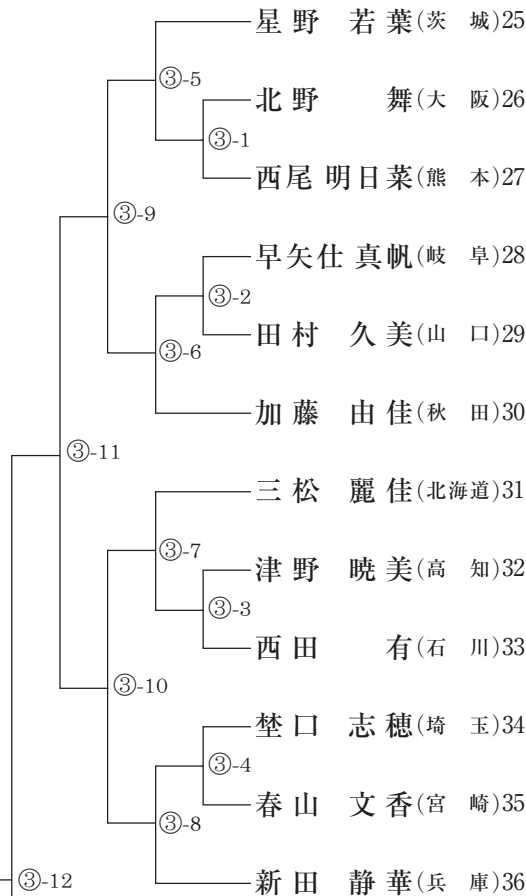 星野 若葉(茨 城)25
③-5
北野 舞(大 阪)26
③-1
西尾 明日菜(熊 本)27
③-9
早矢仕 真帆(岐 阜)28
③-2
田村 久美(山 口)29
③-6
加藤 由佳(秋 田)30
③-11
三松 麗佳(北海道)31
③-7
津野 暁美(高 知)32
③-3
西田 有(石 川)33
③-10
埜口 志穂(埼 玉)34
③-4
春山 文香(宮 崎)35
③-8
新田 静華(兵 庫)36
③-12